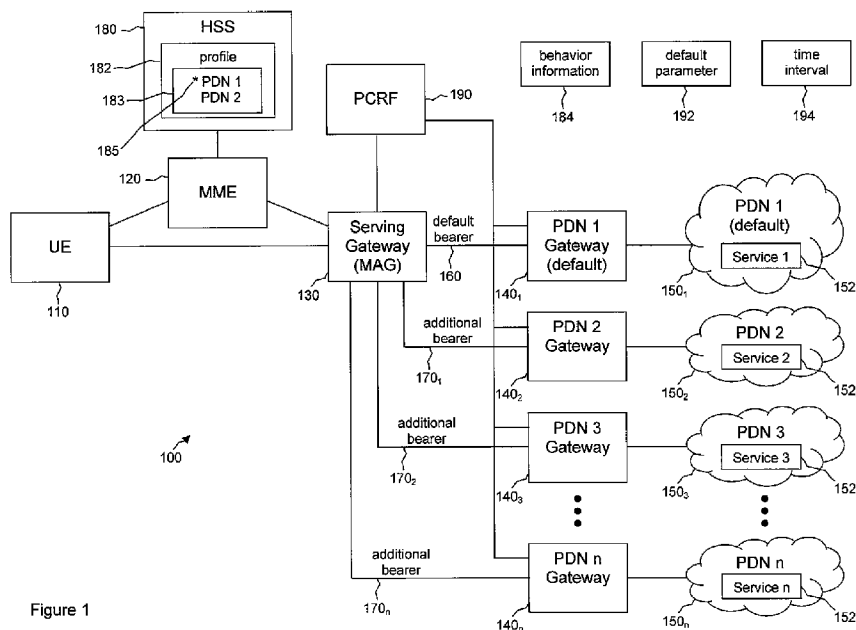 180
HSS
182
profile
183
* PDN 1
PDN 2
185
120
MME
UE
110
PCRF
190
behavior
information
184
default
parameter
192
time
interval
194
Serving
Gateway
(MAG)
130
default
bearer
160
PDN 1
Gateway
(default)
140₁
PDN 1
(default)
Service 1
150₁
152
additional
bearer
170₁
PDN 2
Gateway
140₂
PDN 2
Service 2
150₂
152
additional
bearer
170₂
PDN 3
Gateway
140₃
PDN 3
Service 3
150₃
152
100
additional
bearer
170ₙ
PDN n
Gateway
140ₙ
PDN n
Service n
150ₙ
152
Figure 1